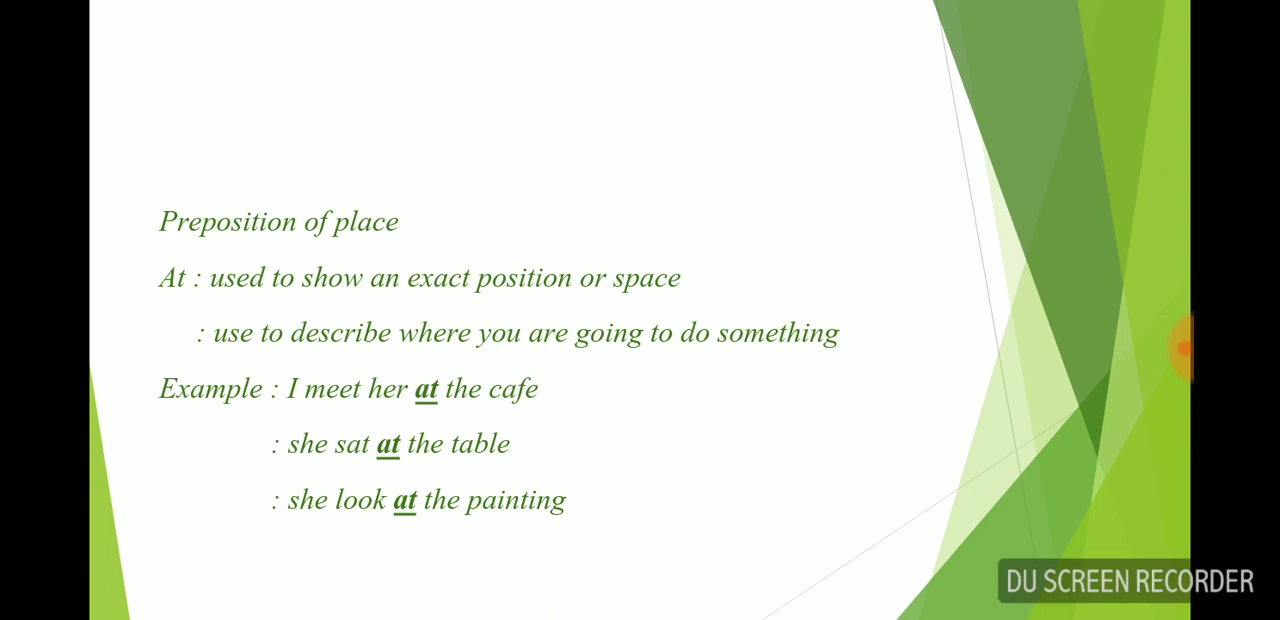 Preposition of place
At : used to show an exact position or space
: use to describe where you are going to do something
Example : I meet her at the cafe
: she sat at the table
: she look at the painting
DU SCREEN RECORDER